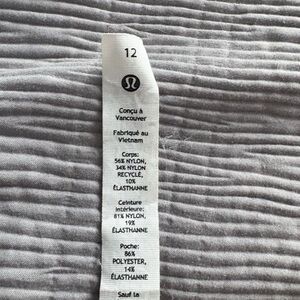 12
Conçu à
Vancouver
Fabriqué au
Vietnam
Corps:
56% NYLON,
34% NYLON
RECYCLÉ,
10%
ÉLASTHANNE
Ceinture
intérieure:
81% NYLON,
19%
ÉLASTHANNE
Poche:
86%
POLYESTER,
14%
ÉLASTHANNE
Sauf la